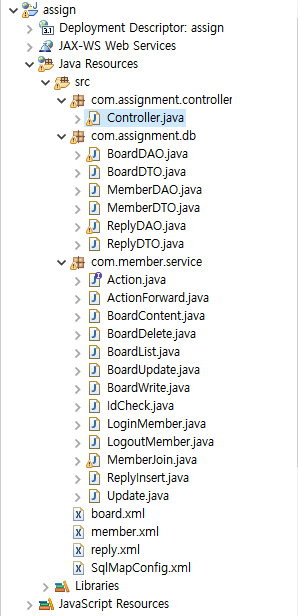 assign
Deployment Descriptor: assign
JAX-WS Web Services
Java Resources
src
com.assignment.controller
Controller.java
com.assignment.db
BoardDAO.java
BoardDTO.java
MemberDAO.java
MemberDTO.java
ReplyDAO.java
ReplyDTO.java
com.member.service
Action.java
ActionForward.java
BoardContent.java
BoardDelete.java
BoardList.java
BoardUpdate.java
BoardWrite.java
IdCheck.java
LoginMember.java
LogoutMember.java
MemberJoin.java
ReplyInsert.java
Update.java
board.xml
member.xml
reply.xml
SqlMapConfig.xml
Libraries
JavaScript Resources